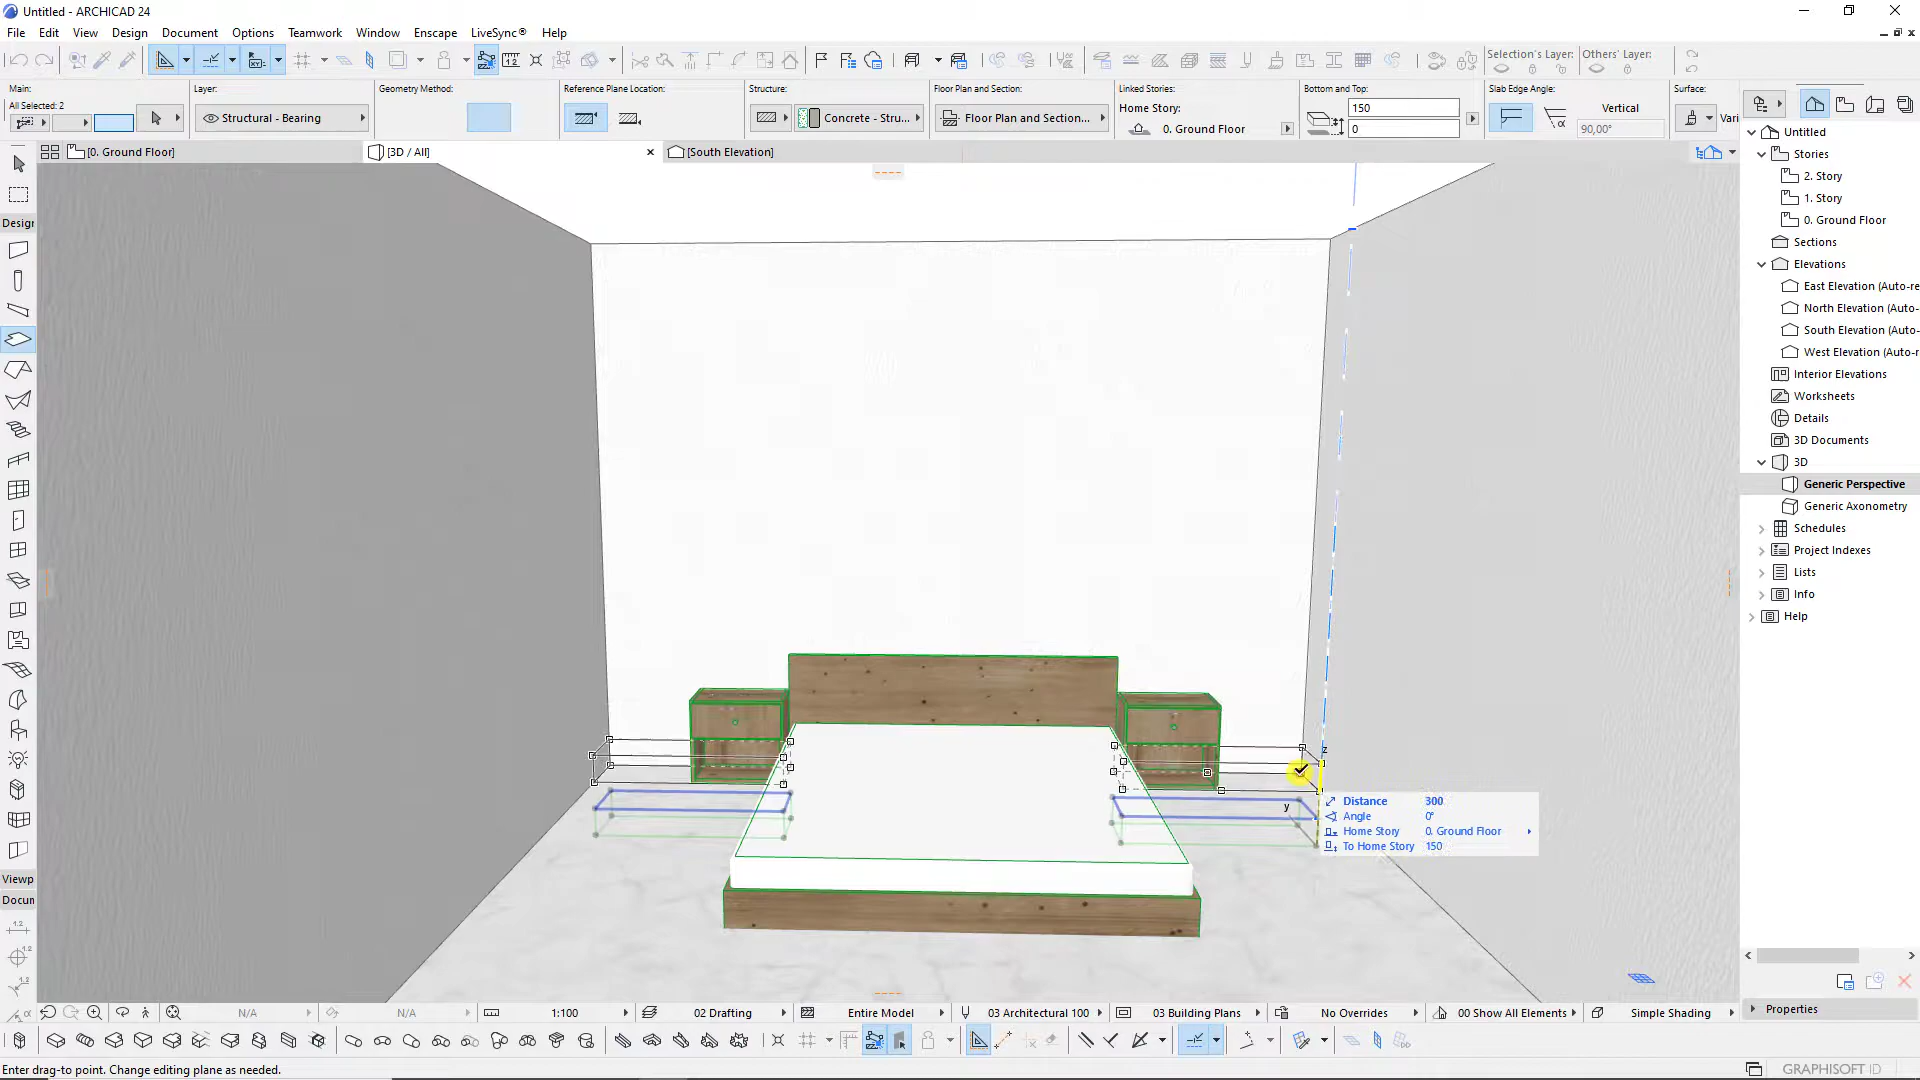 Untitled - ARCHICAD 24
File Edit View Design Document Options Teamwork Window Enscape LiveSync® Help
Selection's Layer: Others' Layer:
Main: Layer: Geometry Method: Reference Plane Location: Structure: Floor Plan and Section: Linked Stories: Bottom and Top: Slab Edge Angle: Surface:
All Selected: 2
Structural - Bearing
Concrete - Stru...
Floor Plan and Section...
Home Story:
0. Ground Floor
150
0
Vertical
90,00°
Vari
[0. Ground Floor]
[3D / All]
[South Elevation]
Design
Viewp
Docum
Untitled
Stories
2. Story
1. Story
0. Ground Floor
Sections
Elevations
East Elevation (Auto-re
North Elevation (Auto-
South Elevation (Auto-
West Elevation (Auto-r
Interior Elevations
Worksheets
Details
3D Documents
3D
Generic Perspective
Generic Axonometry
Schedules
Project Indexes
Lists
Info
Help
Properties
z
y
Distance 300
Angle 0°
Home Story 0. Ground Floor
To Home Story 150
N/A N/A 1:100 02 Drafting Entire Model 03 Architectural 100 03 Building Plans No Overrides 00 Show All Elements Simple Shading
Enter drag-to point. Change editing plane as needed.
GRAPHISOFT ID